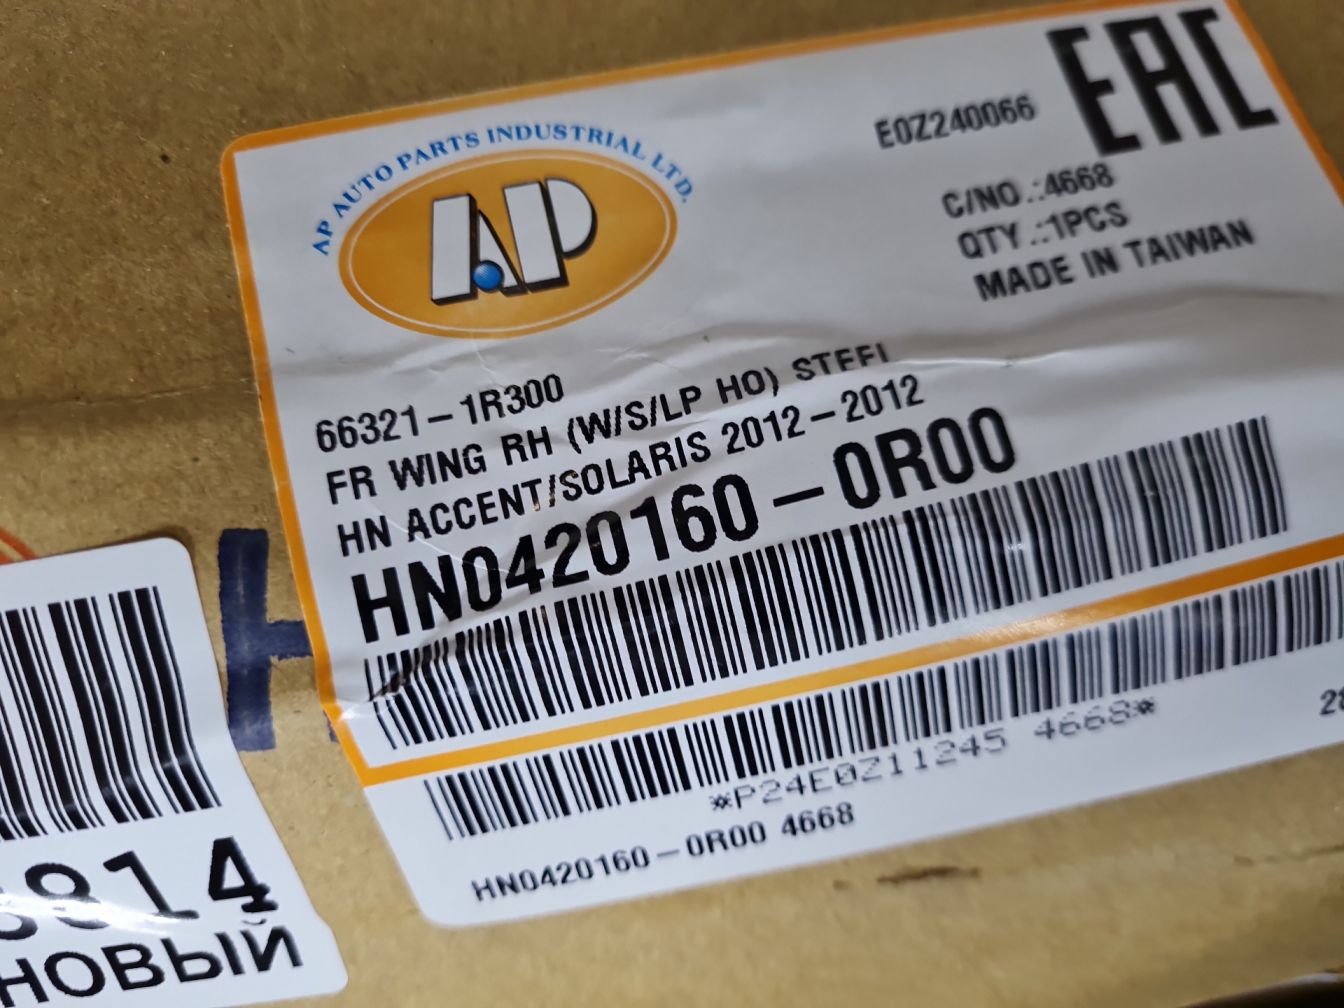 AP AUTO PARTS INDUSTRIAL LTD.
AP
E0Z240066
EAC
C/NO.:4668
QTY.:1PCS
MADE IN TAIWAN
66321-1R300
FR WING RH (W/S/LP HO) STEEL
HN ACCENT/SOLARIS 2012-2012
HN0420160-0R00
*P24E0Z11245 4668*
HN0420160-0R00 4668
914
НОВЫЙ